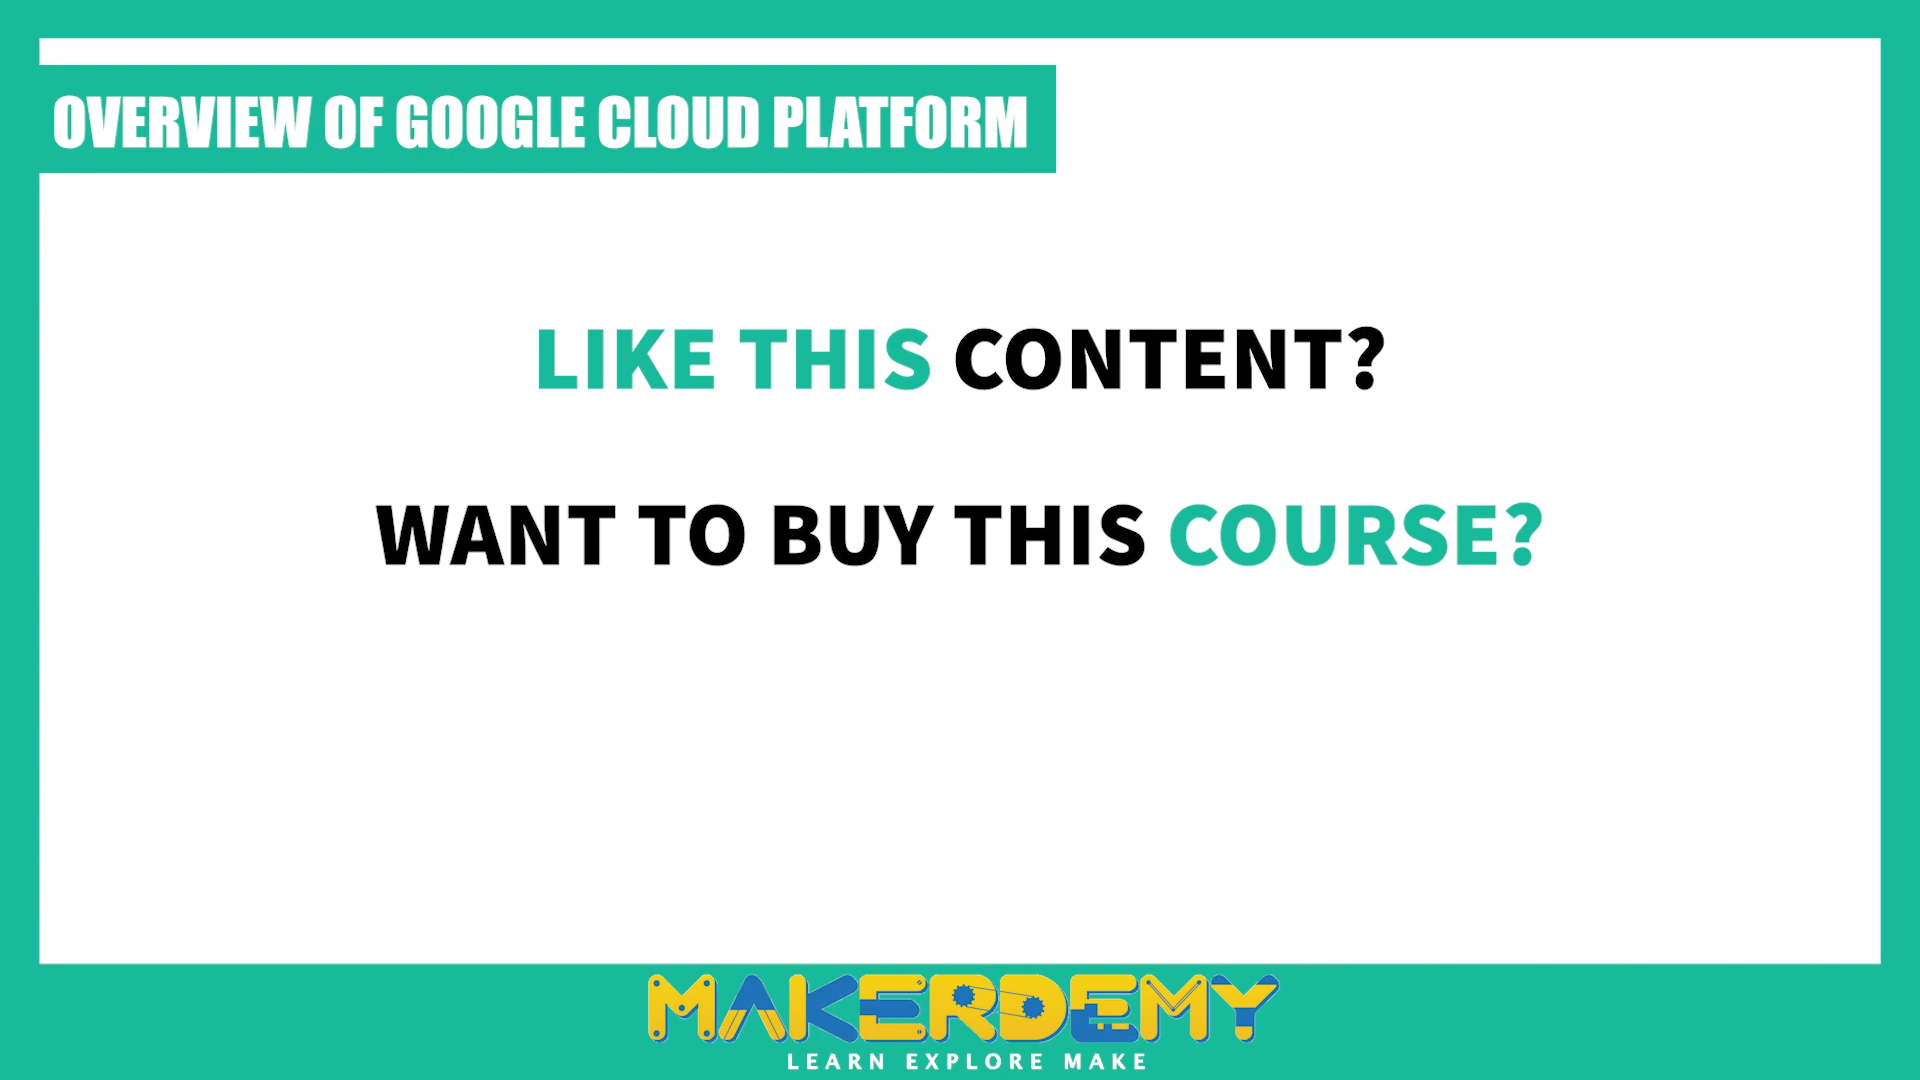 OVERVIEW OF GOOGLE CLOUD PLATFORM
LIKE THIS CONTENT?
WANT TO BUY THIS COURSE?
MAKERDEMY
LEARN EXPLORE MAKE